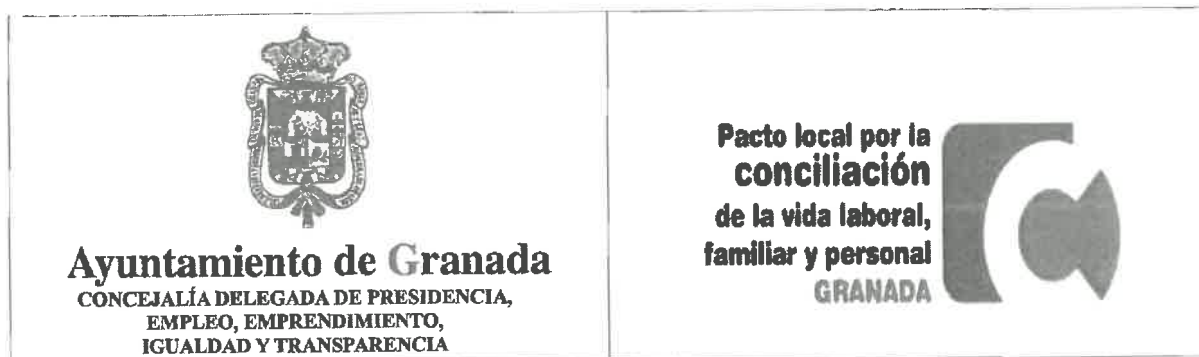 Ayuntamiento de Granada
CONCEJALÍA DELEGADA DE PRESIDENCIA,
EMPLEO, EMPRENDIMIENTO,
IGUALDAD Y TRANSPARENCIA
Pacto local por la
conciliación
de la vida laboral,
familiar y personal
GRANADA